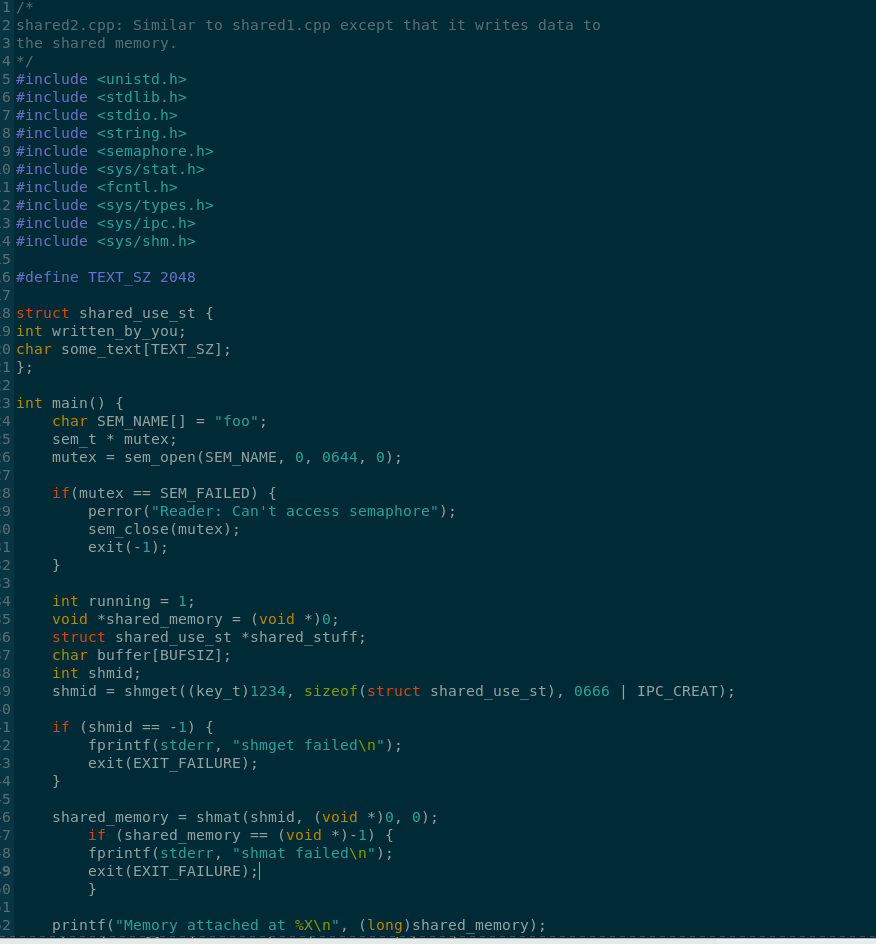 1 /*
2 shared2.cpp: Similar to shared1.cpp except that it writes data to
3 the shared memory.
4 */
5 #include <unistd.h>
6 #include <stdlib.h>
7 #include <stdio.h>
8 #include <string.h>
9 #include <semaphore.h>
0 #include <sys/stat.h>
1 #include <fcntl.h>
2 #include <sys/types.h>
3 #include <sys/ipc.h>
4 #include <sys/shm.h>
5
6 #define TEXT_SZ 2048
7
8 struct shared_use_st {
9 int written_by_you;
0 char some_text[TEXT_SZ];
1 };
2
3 int main() {
4     char SEM_NAME[] = "foo";
5     sem_t * mutex;
6     mutex = sem_open(SEM_NAME, 0, 0644, 0);
7
8     if(mutex == SEM_FAILED) {
9         perror("Reader: Can't access semaphore");
0         sem_close(mutex);
1         exit(-1);
2     }
3
4     int running = 1;
5     void *shared_memory = (void *)0;
6     struct shared_use_st *shared_stuff;
7     char buffer[BUFSIZ];
8     int shmid;
9     shmid = shmget((key_t)1234, sizeof(struct shared_use_st), 0666 | IPC_CREAT);
0
1     if (shmid == -1) {
2         fprintf(stderr, "shmget failed\n");
3         exit(EXIT_FAILURE);
4     }
5
6     shared_memory = shmat(shmid, (void *)0, 0);
7         if (shared_memory == (void *)-1) {
8         fprintf(stderr, "shmat failed\n");
9         exit(EXIT_FAILURE);
0         }
1
2     printf("Memory attached at %X\n", (long)shared_memory);